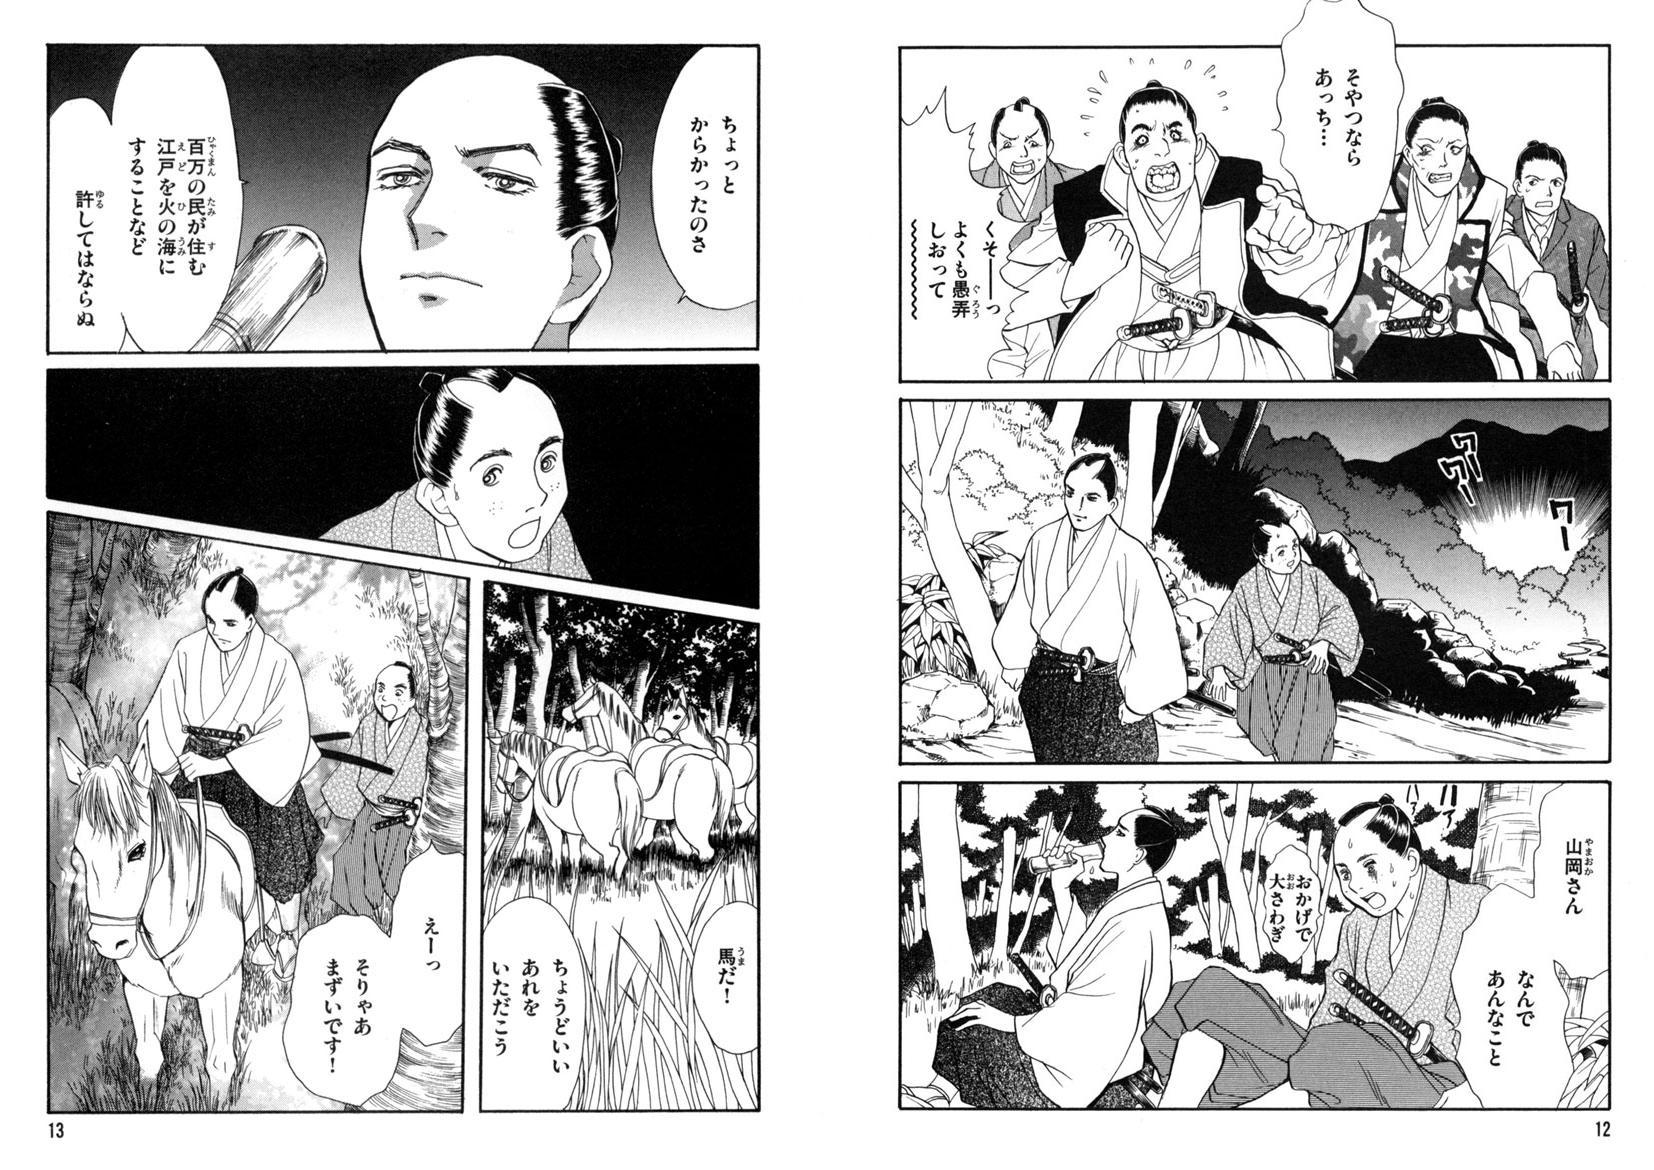 そやつなら
あっち…
くそーーっ
よくも愚弄
しおって
ワー
ワー
ワー
山岡さん
なんで
あんなこと
おかげで
大さわぎ
12
ちょっと
からかったのさ
百万の民が住む
江戸を火の海に
することなど
許してはならぬ
馬だ！
ちょうどいい
あれを
いただこう
えーっ
そりゃあ
まずいです！
13